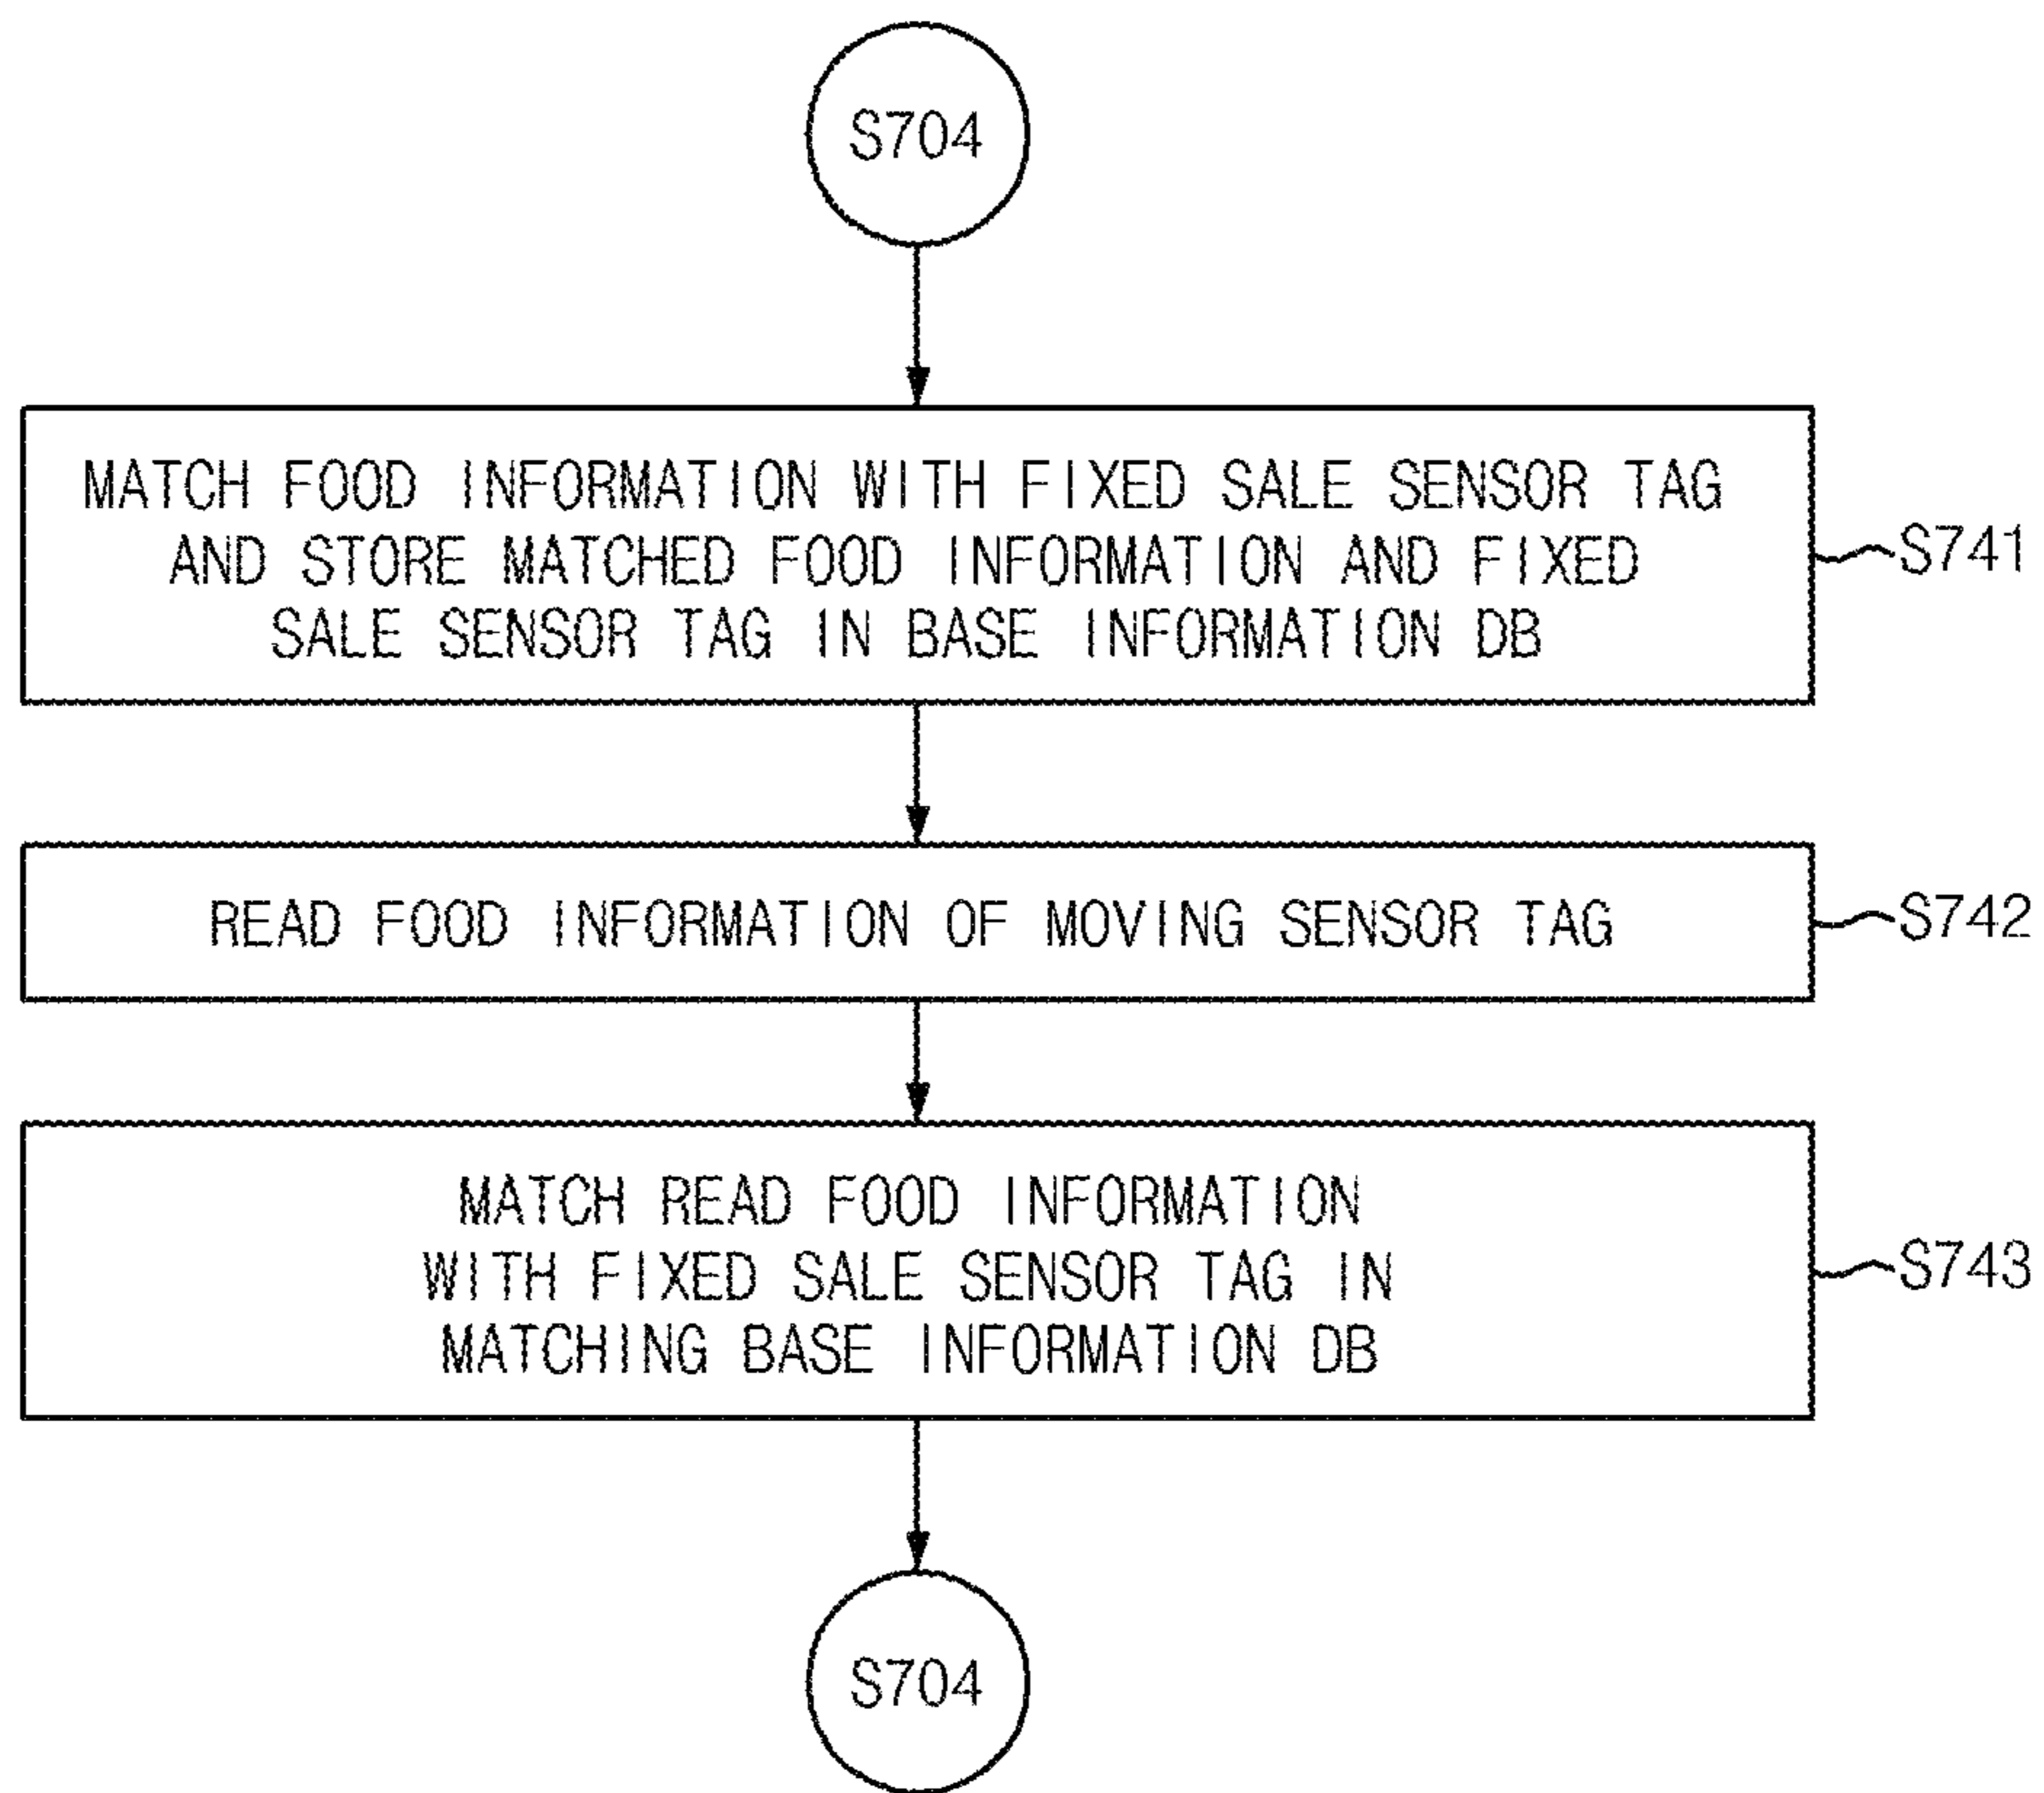 S704
MATCH FOOD INFORMATION WITH FIXED SALE SENSOR TAG
AND STORE MATCHED FOOD INFORMATION AND FIXED
SALE SENSOR TAG IN BASE INFORMATION DB
S741
READ FOOD INFORMATION OF MOVING SENSOR TAG
S742
MATCH READ FOOD INFORMATION
WITH FIXED SALE SENSOR TAG IN
MATCHING BASE INFORMATION DB
S743
S704